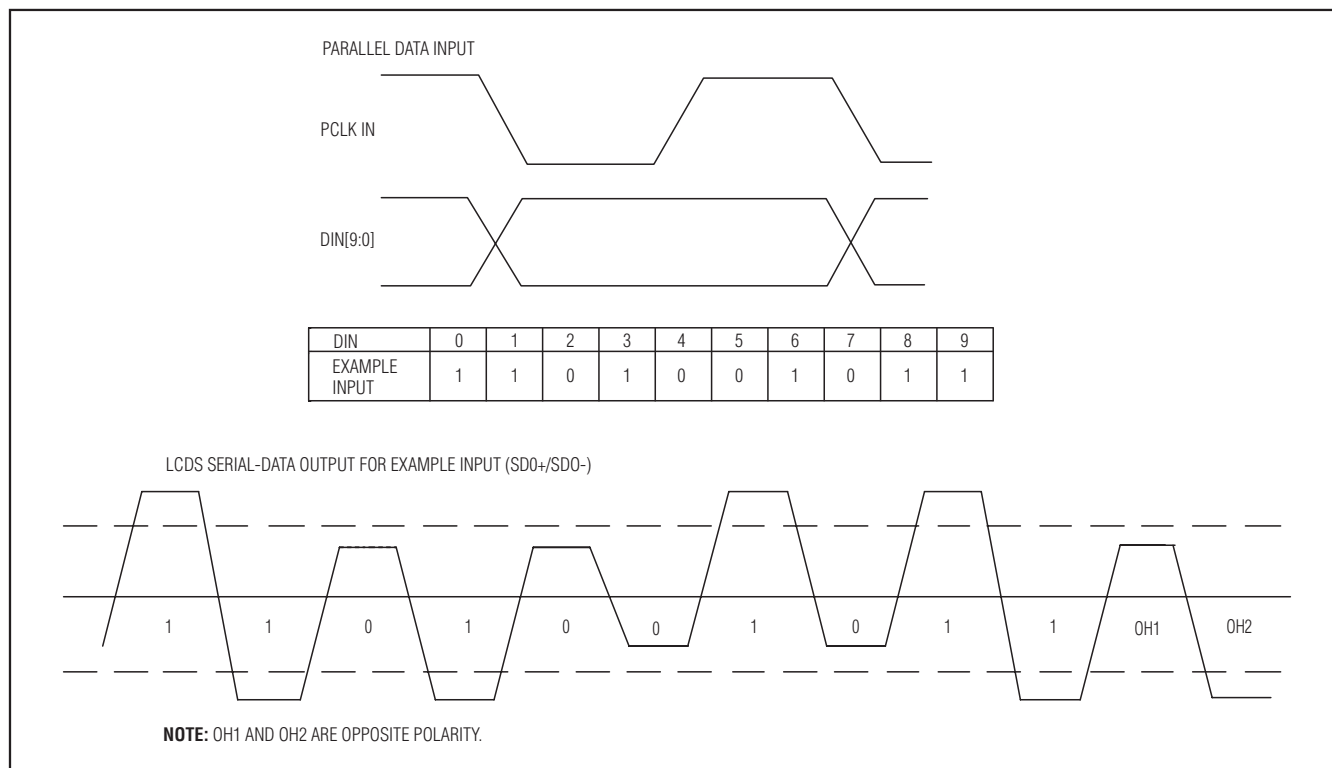 PARALLEL DATA INPUT
PCLK IN
DIN[9:0]
DIN 0 1 2 3 4 5 6 7 8 9
EXAMPLE INPUT 1 1 0 1 0 0 1 0 1 1
LCDS SERIAL-DATA OUTPUT FOR EXAMPLE INPUT (SD0+/SDO-)
1 1 0 1 0 0 1 0 1 1 OH1 OH2
NOTE: OH1 AND OH2 ARE OPPOSITE POLARITY.